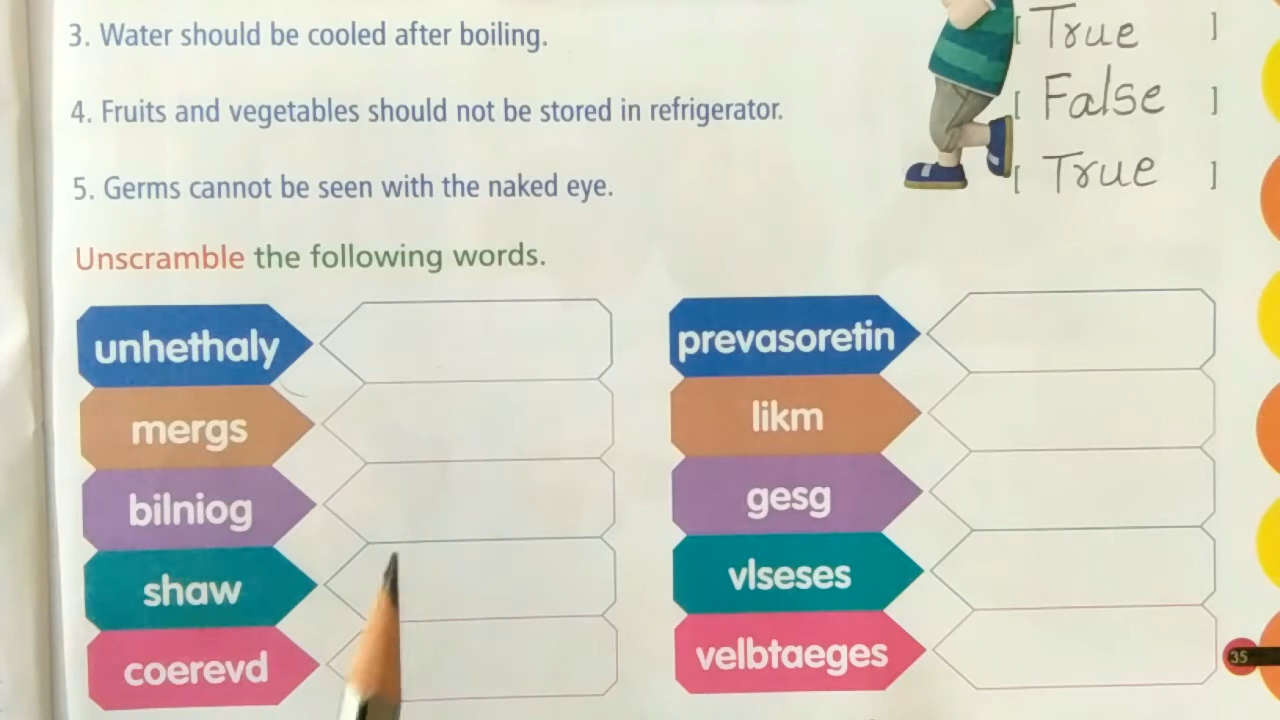 3. Water should be cooled after boiling. [ True ]
4. Fruits and vegetables should not be stored in refrigerator. [ False ]
5. Germs cannot be seen with the naked eye. [ True ]
Unscramble the following words.
unhethaly prevasoretin
mergs likm
bilniog gesg
shaw vlseses
coerevd velbtaeges
35